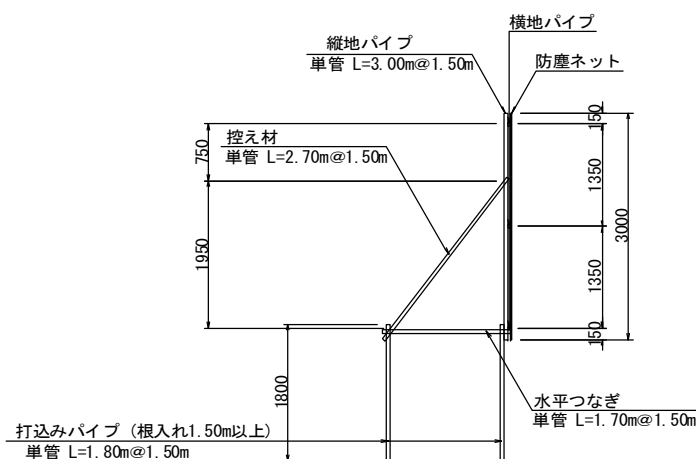 横地パイプ
縦地パイプ
単管 L=3.00m@1.50m
防塵ネット
控え材
単管 L=2.70m@1.50m
750
1950
150
1350
3000
1350
150
1800
水平つなぎ
単管 L=1.70m@1.50m
打込みパイプ（根入れ1.50m以上）
単管 L=1.80m@1.50m